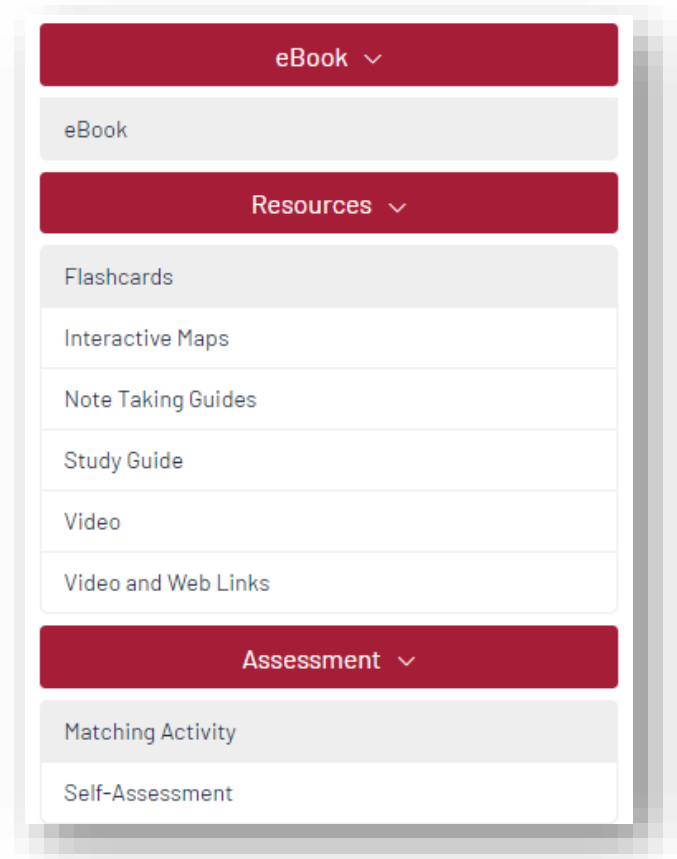 eBook
eBook
Resources
Flashcards
Interactive Maps
Note Taking Guides
Study Guide
Video
Video and Web Links
Assessment
Matching Activity
Self-Assessment